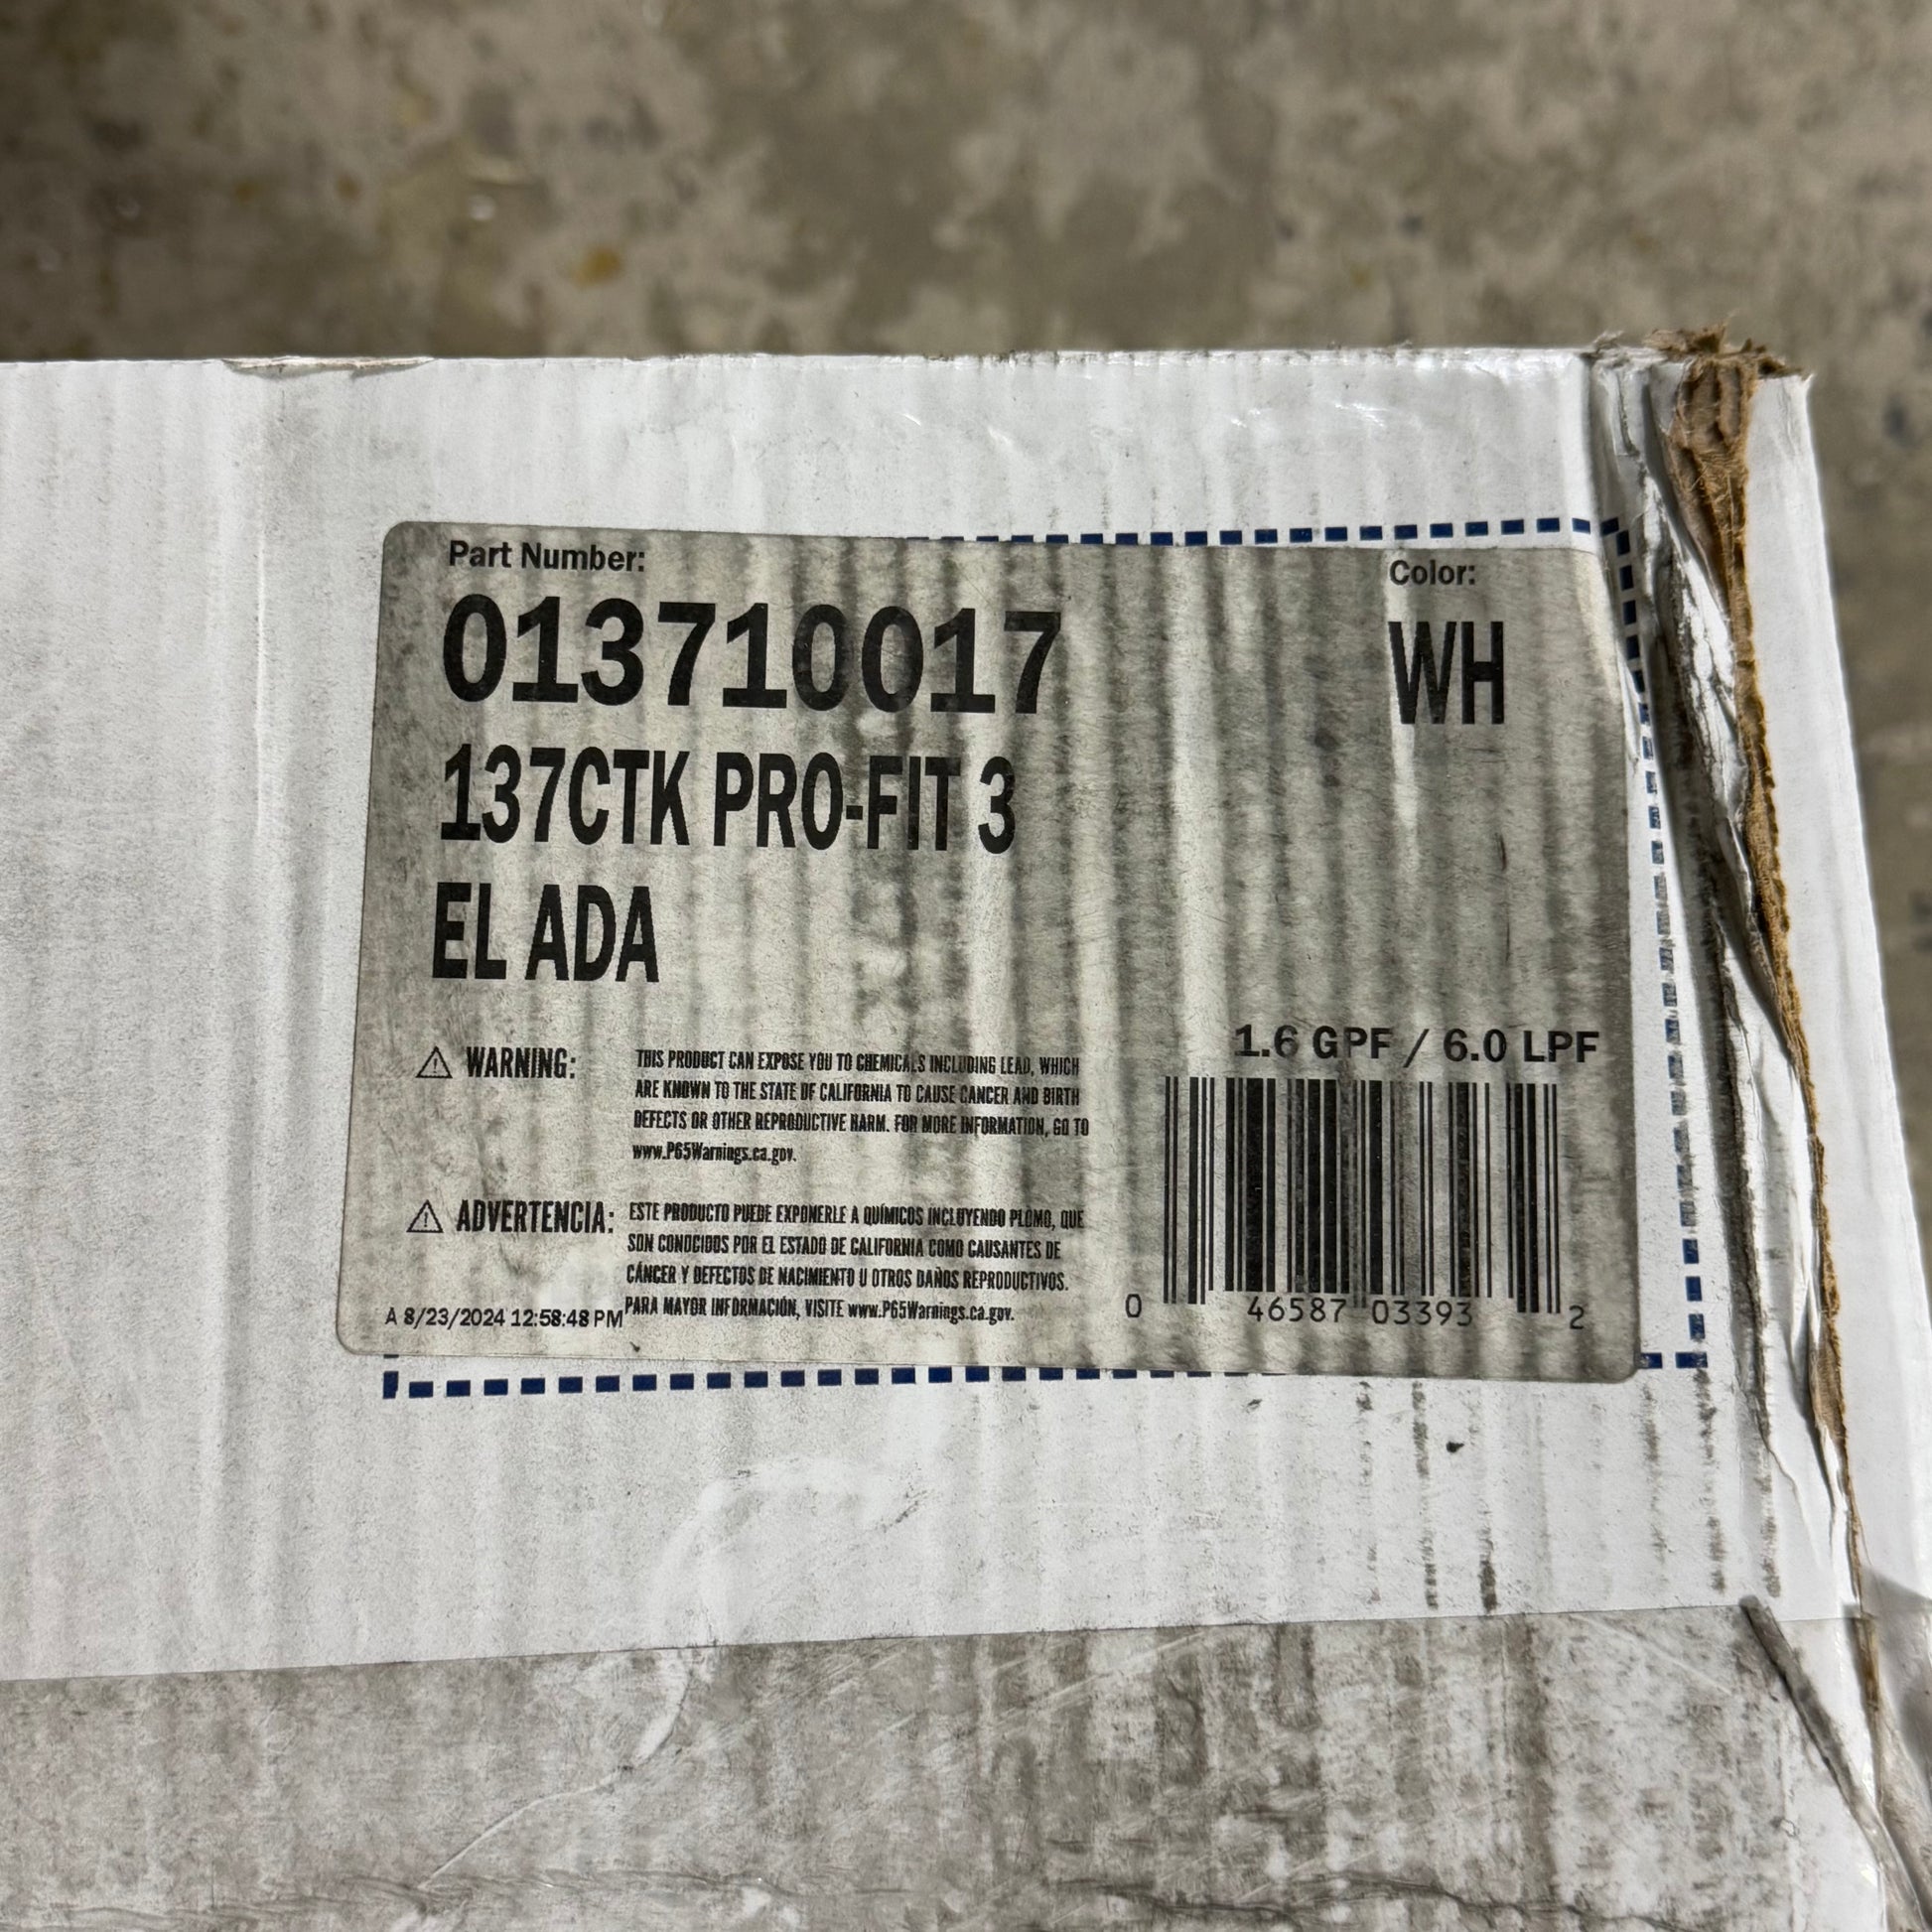 Part Number:
Color:
013710017
WH
137CTK PRO-FIT 3
EL ADA
1.6 GPF / 6.0 LPF
⚠ WARNING:
THIS PRODUCT CAN EXPOSE YOU TO CHEMICALS INCLUDING LEAD, WHICH
ARE KNOWN TO THE STATE OF CALIFORNIA TO CAUSE CANCER AND BIRTH
DEFECTS OR OTHER REPRODUCTIVE HARM. FOR MORE INFORMATION, GO TO
www.P65Warnings.ca.gov.
⚠ ADVERTENCIA:
ESTE PRODUCTO PUEDE EXPONERLE A QUÍMICOS INCLUYENDO PLOMO, QUE
SON CONOCIDOS POR EL ESTADO DE CALIFORNIA COMO CAUSANTES DE
CÁNCER Y DEFECTOS DE NACIMIENTO U OTROS DAÑOS REPRODUCTIVOS.
PARA MAYOR INFORMACIÓN, VISITE www.P65Warnings.ca.gov.
A 8/23/2024 12:58:48 PM
0 46587 03393 2